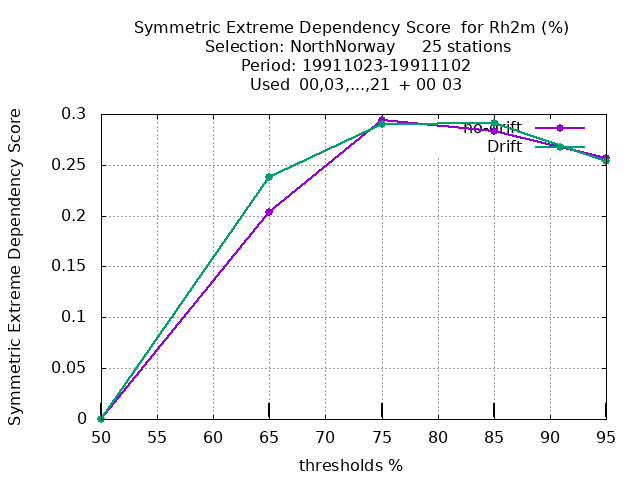 Symmetric Extreme Dependency Score for Rh2m (%)
Selection: NorthNorway 25 stations
Period: 19911023-19911102
Used 00,03,...,21 + 00 03
Symmetric Extreme Dependency Score
0.3
0.25
0.2
0.15
0.1
0.05
0
no-drift
Drift
50 55 60 65 70 75 80 85 90 95
thresholds %